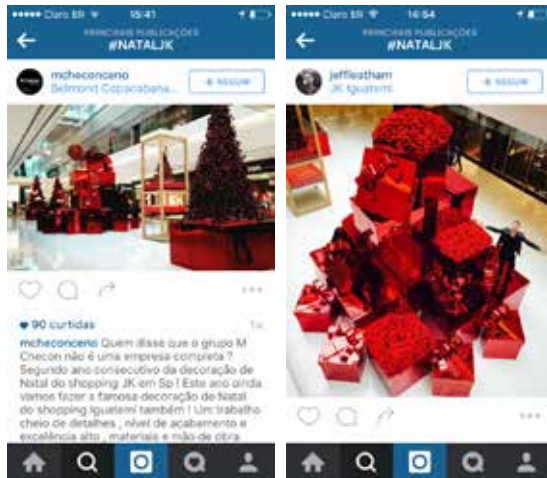 Claro BR 15:41
PRINCIPAIS PUBLICAÇÕES
#NATALJK
mcheconceno
Belmond Copacabana...
+ SEGUIR
90 curtidas
1s
mcheconceno Quem disse que o grupo M
Checon não é uma empresa completa ?
Segundo ano consecutivo da decoração de
Natal do shopping JK em Sp ! Este ano ainda
vamos fazer a famosa decoração de Natal
do shopping Iguatemi também ! Um trabalho
cheio de detalhes , nível de acabamento e
excelência alto , materiais e mão de obra
Claro BR 14:54
PRINCIPAIS PUBLICAÇÕES
#NATALJK
jeffleatham
JK Iguatemi
+ SEGUIR